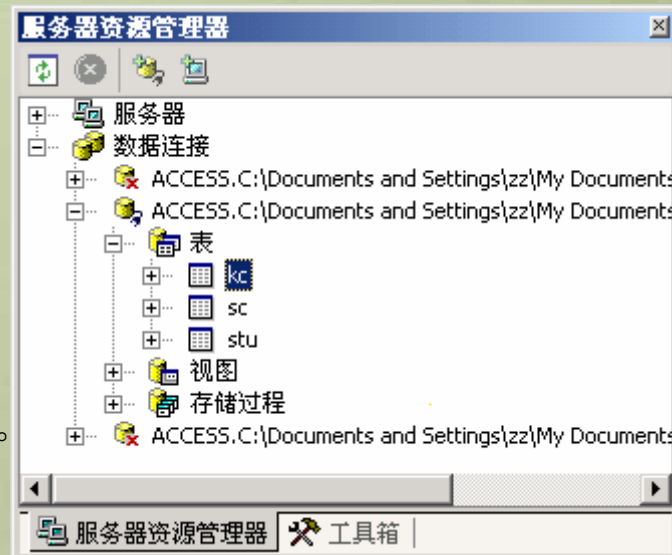 服务器资源管理器
服务器
数据连接
ACCESS.C:\Documents and Settings\zz\My Documents
ACCESS.C:\Documents and Settings\zz\My Documents
表
kc
sc
stu
视图
存储过程
。
ACCESS.C:\Documents and Settings\zz\My Documents
服务器资源管理器 工具箱